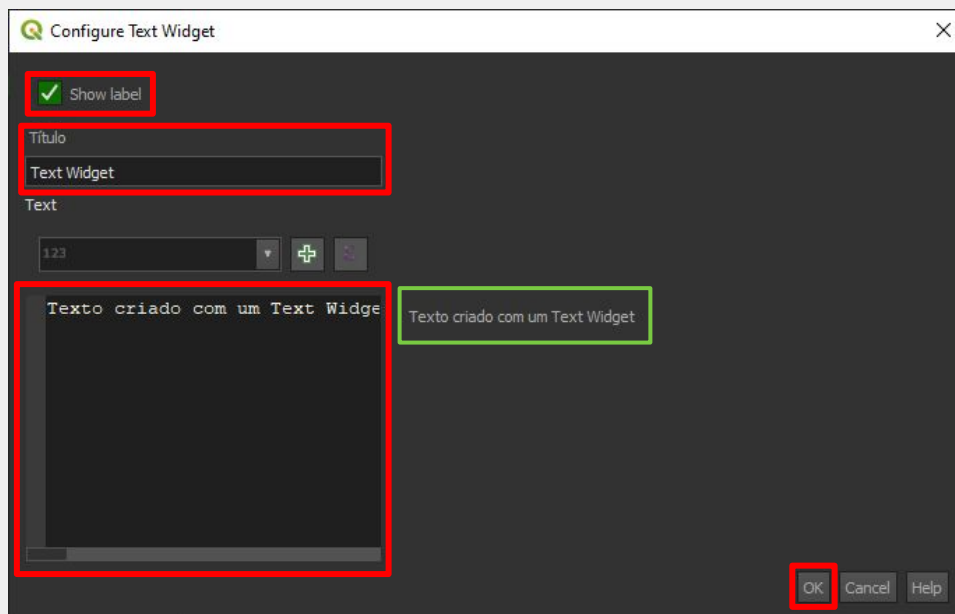 Configure Text Widget
Show label
Título
Text Widget
Text
123
Texto criado com um Text Widge
Texto criado com um Text Widget
OK Cancel Help